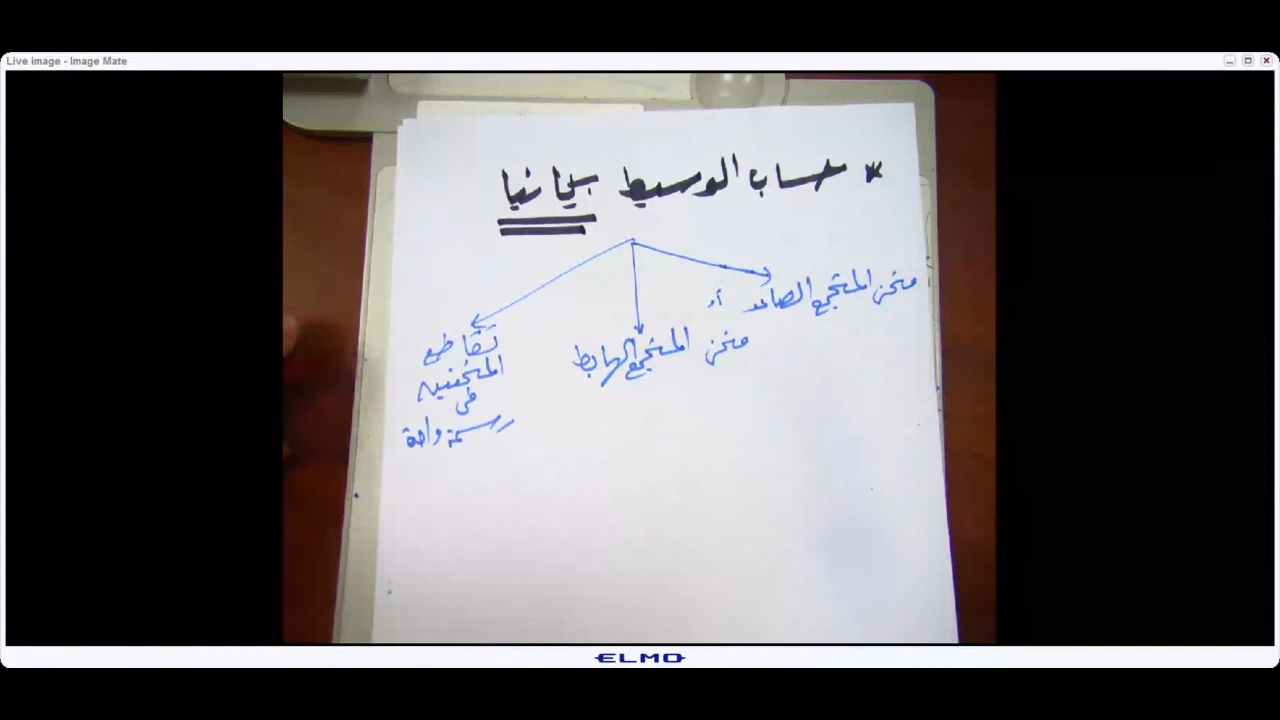 Live image - Image Mate
* حساب الوسيط بيانيا
منحنى المتجمع الصاعد أو
منحنى المتجمع الهابط
تقاطع
المنحنيين
فى
رسمة واحدة
ELMO